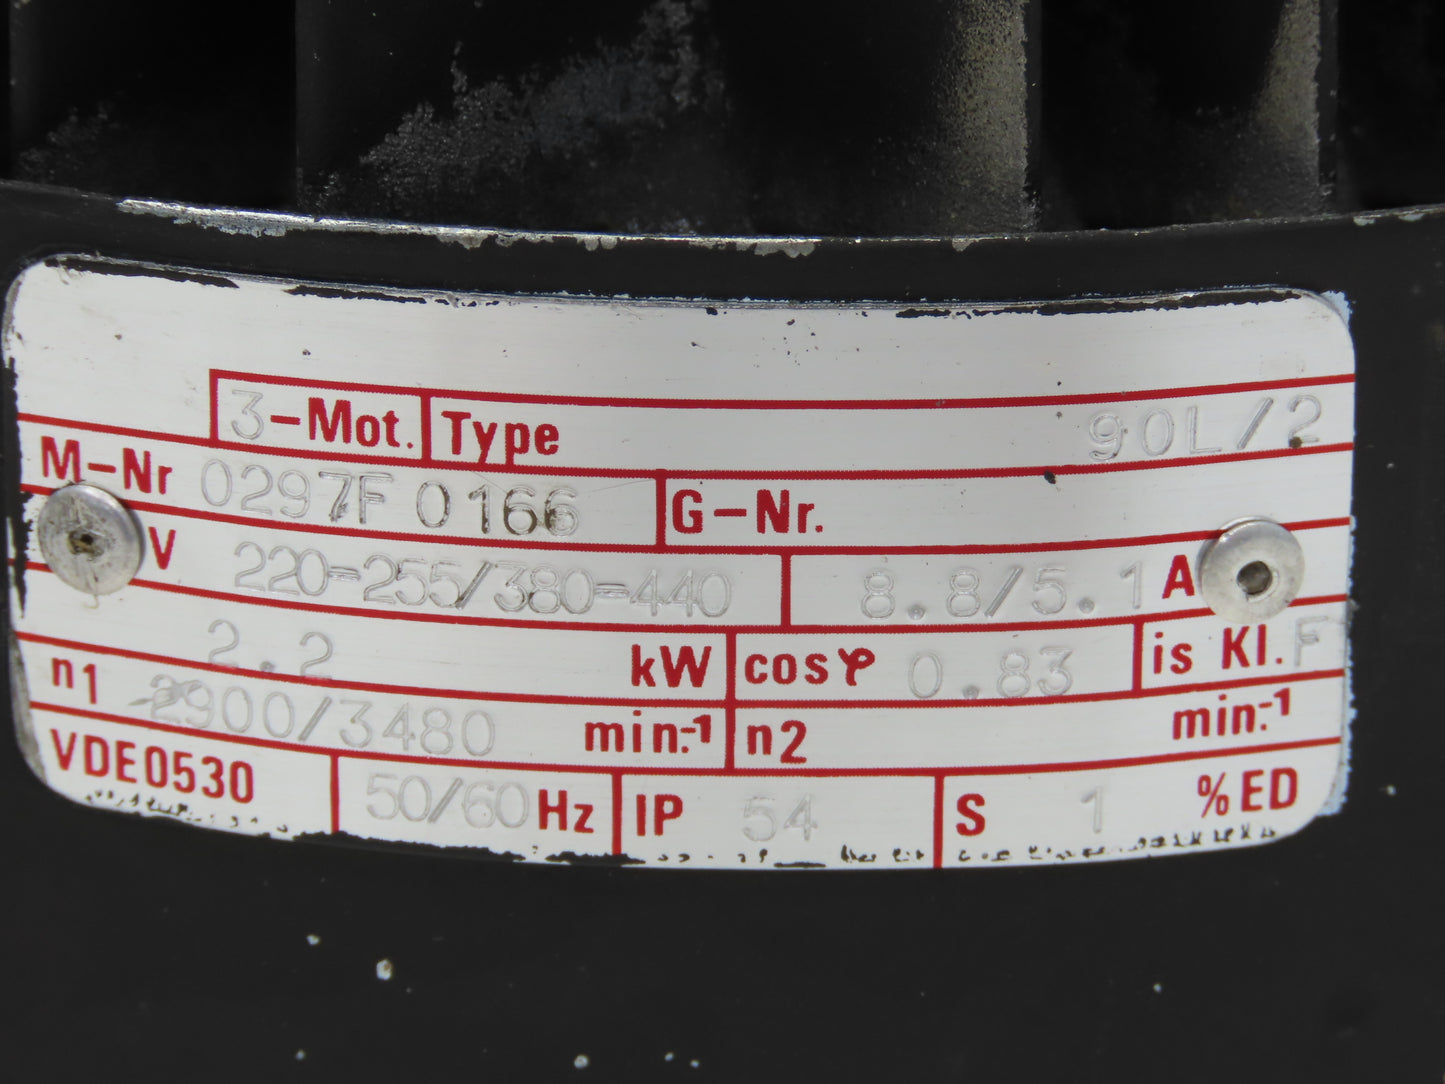 3-Mot. Type 90L/2
M-Nr 0297F 0166 G-Nr.
V 220-255/380-440 8.8/5.1 A
2.2 kW cosφ 0.83 is Kl. F
n1 2900/3480 min.-1 n2 min.-1
VDE0530 50/60 Hz IP 54 S 1 % ED